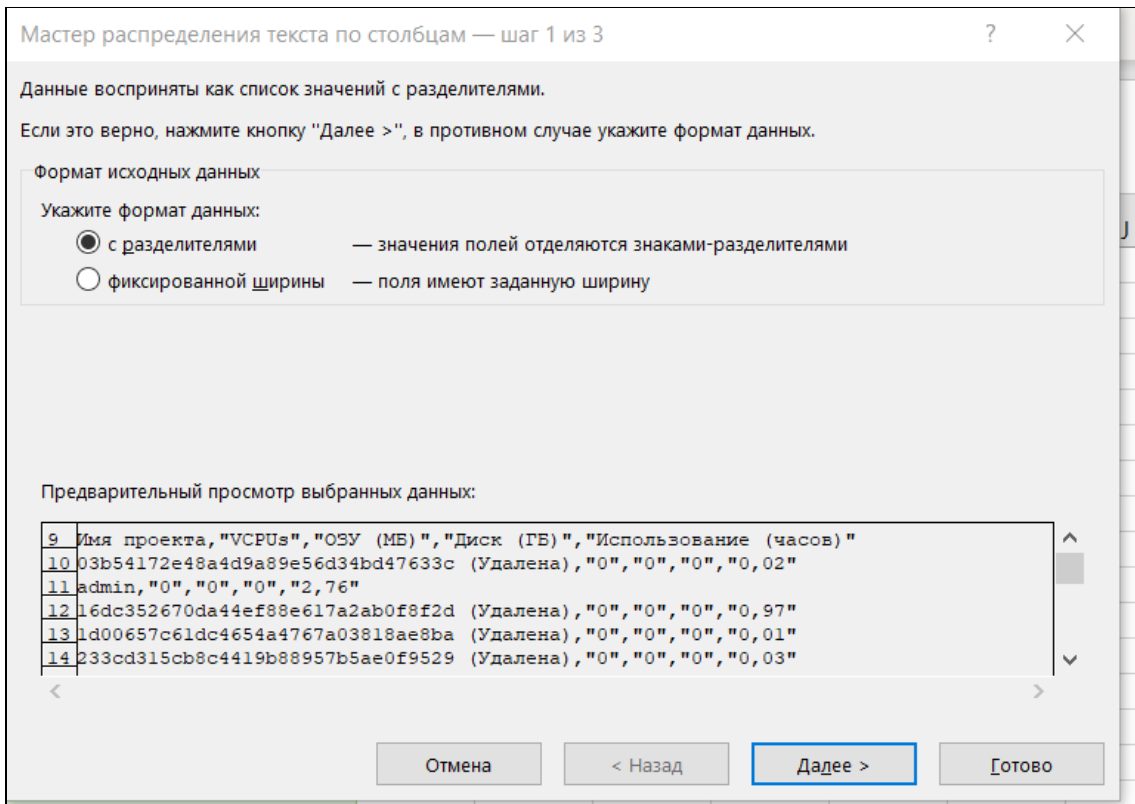 Мастер распределения текста по столбцам — шаг 1 из 3 ?
Данные восприняты как список значений с разделителями.
Если это верно, нажмите кнопку "Далее >", в противном случае укажите формат данных.
Формат исходных данных
Укажите формат данных:
с разделителями — значения полей отделяются знаками-разделителями
фиксированной ширины — поля имеют заданную ширину
J
Предварительный просмотр выбранных данных:
9 Имя проекта,"VCPUs","ОЗУ (МБ)","Диск (ГБ)","Использование (часов)"
10 03b54172e48a4d9a89e56d34bd47633c (Удалена),"0","0","0","0,02"
11 admin,"0","0","0","2,76"
12 16dc352670da44ef88e617a2ab0f8f2d (Удалена),"0","0","0","0,97"
13 1d00657c61dc4654a4767a03818ae8ba (Удалена),"0","0","0","0,01"
14 233cd315cb8c4419b88957b5ae0f9529 (Удалена),"0","0","0","0,03"
Отмена < Назад Далее > Готово